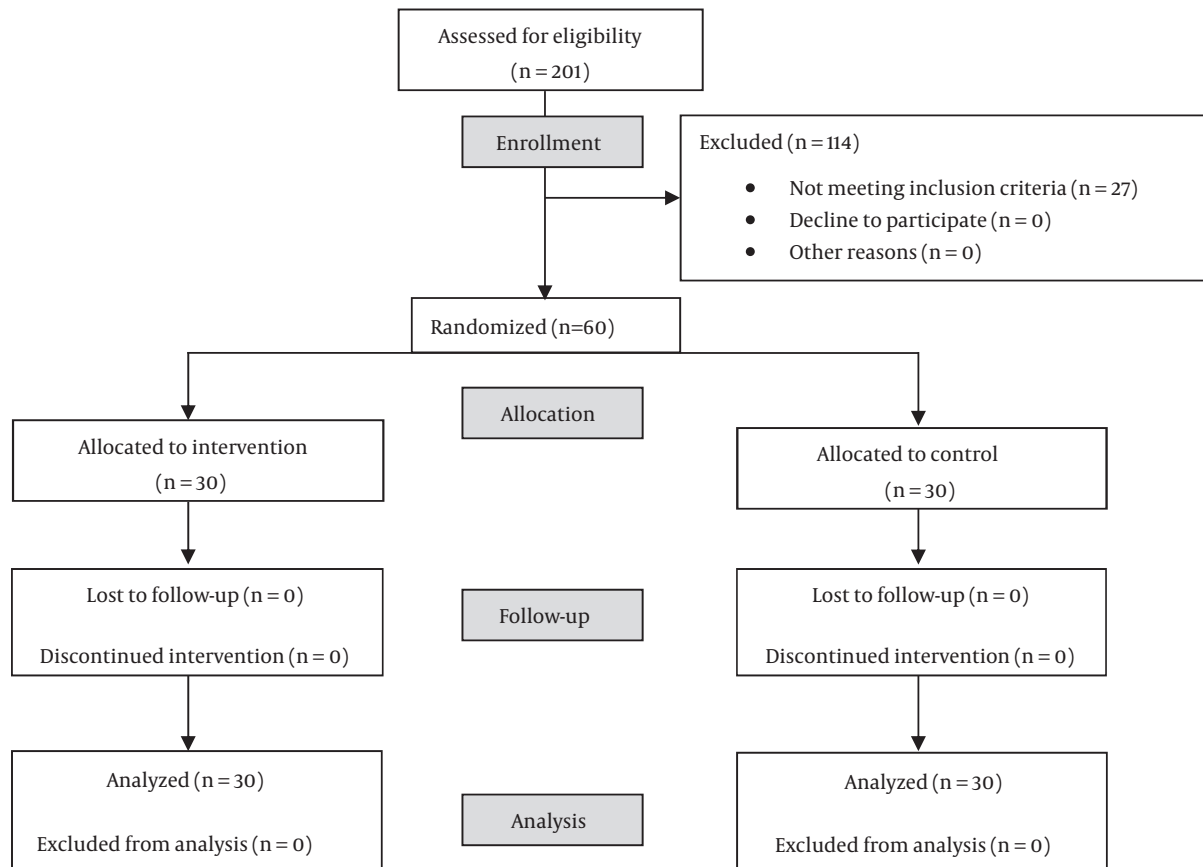 Assessed for eligibility
(n = 201)
Enrollment
Excluded (n = 114)
• Not meeting inclusion criteria (n = 27)
• Decline to participate (n = 0)
• Other reasons (n = 0)
Randomized (n=60)
Allocation
Allocated to intervention
(n = 30)
Allocated to control
(n = 30)
Lost to follow-up (n = 0)
Discontinued intervention (n = 0)
Follow-up
Lost to follow-up (n = 0)
Discontinued intervention (n = 0)
Analyzed (n = 30)
Excluded from analysis (n = 0)
Analysis
Analyzed (n = 30)
Excluded from analysis (n = 0)